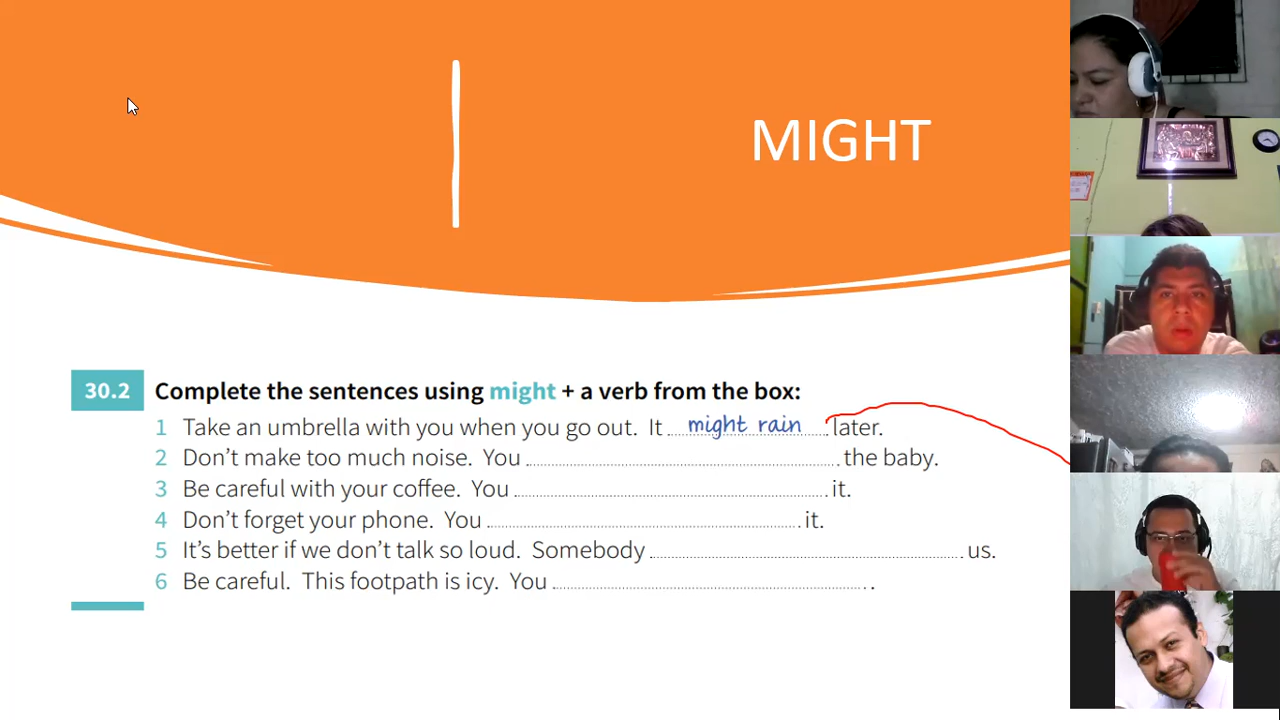 MIGHT
30.2 Complete the sentences using might + a verb from the box:
1 Take an umbrella with you when you go out. It might rain later.
2 Don't make too much noise. You ............ the baby.
3 Be careful with your coffee. You ............ it.
4 Don't forget your phone. You ............ it.
5 It's better if we don't talk so loud. Somebody ............ us.
6 Be careful. This footpath is icy. You ............ .